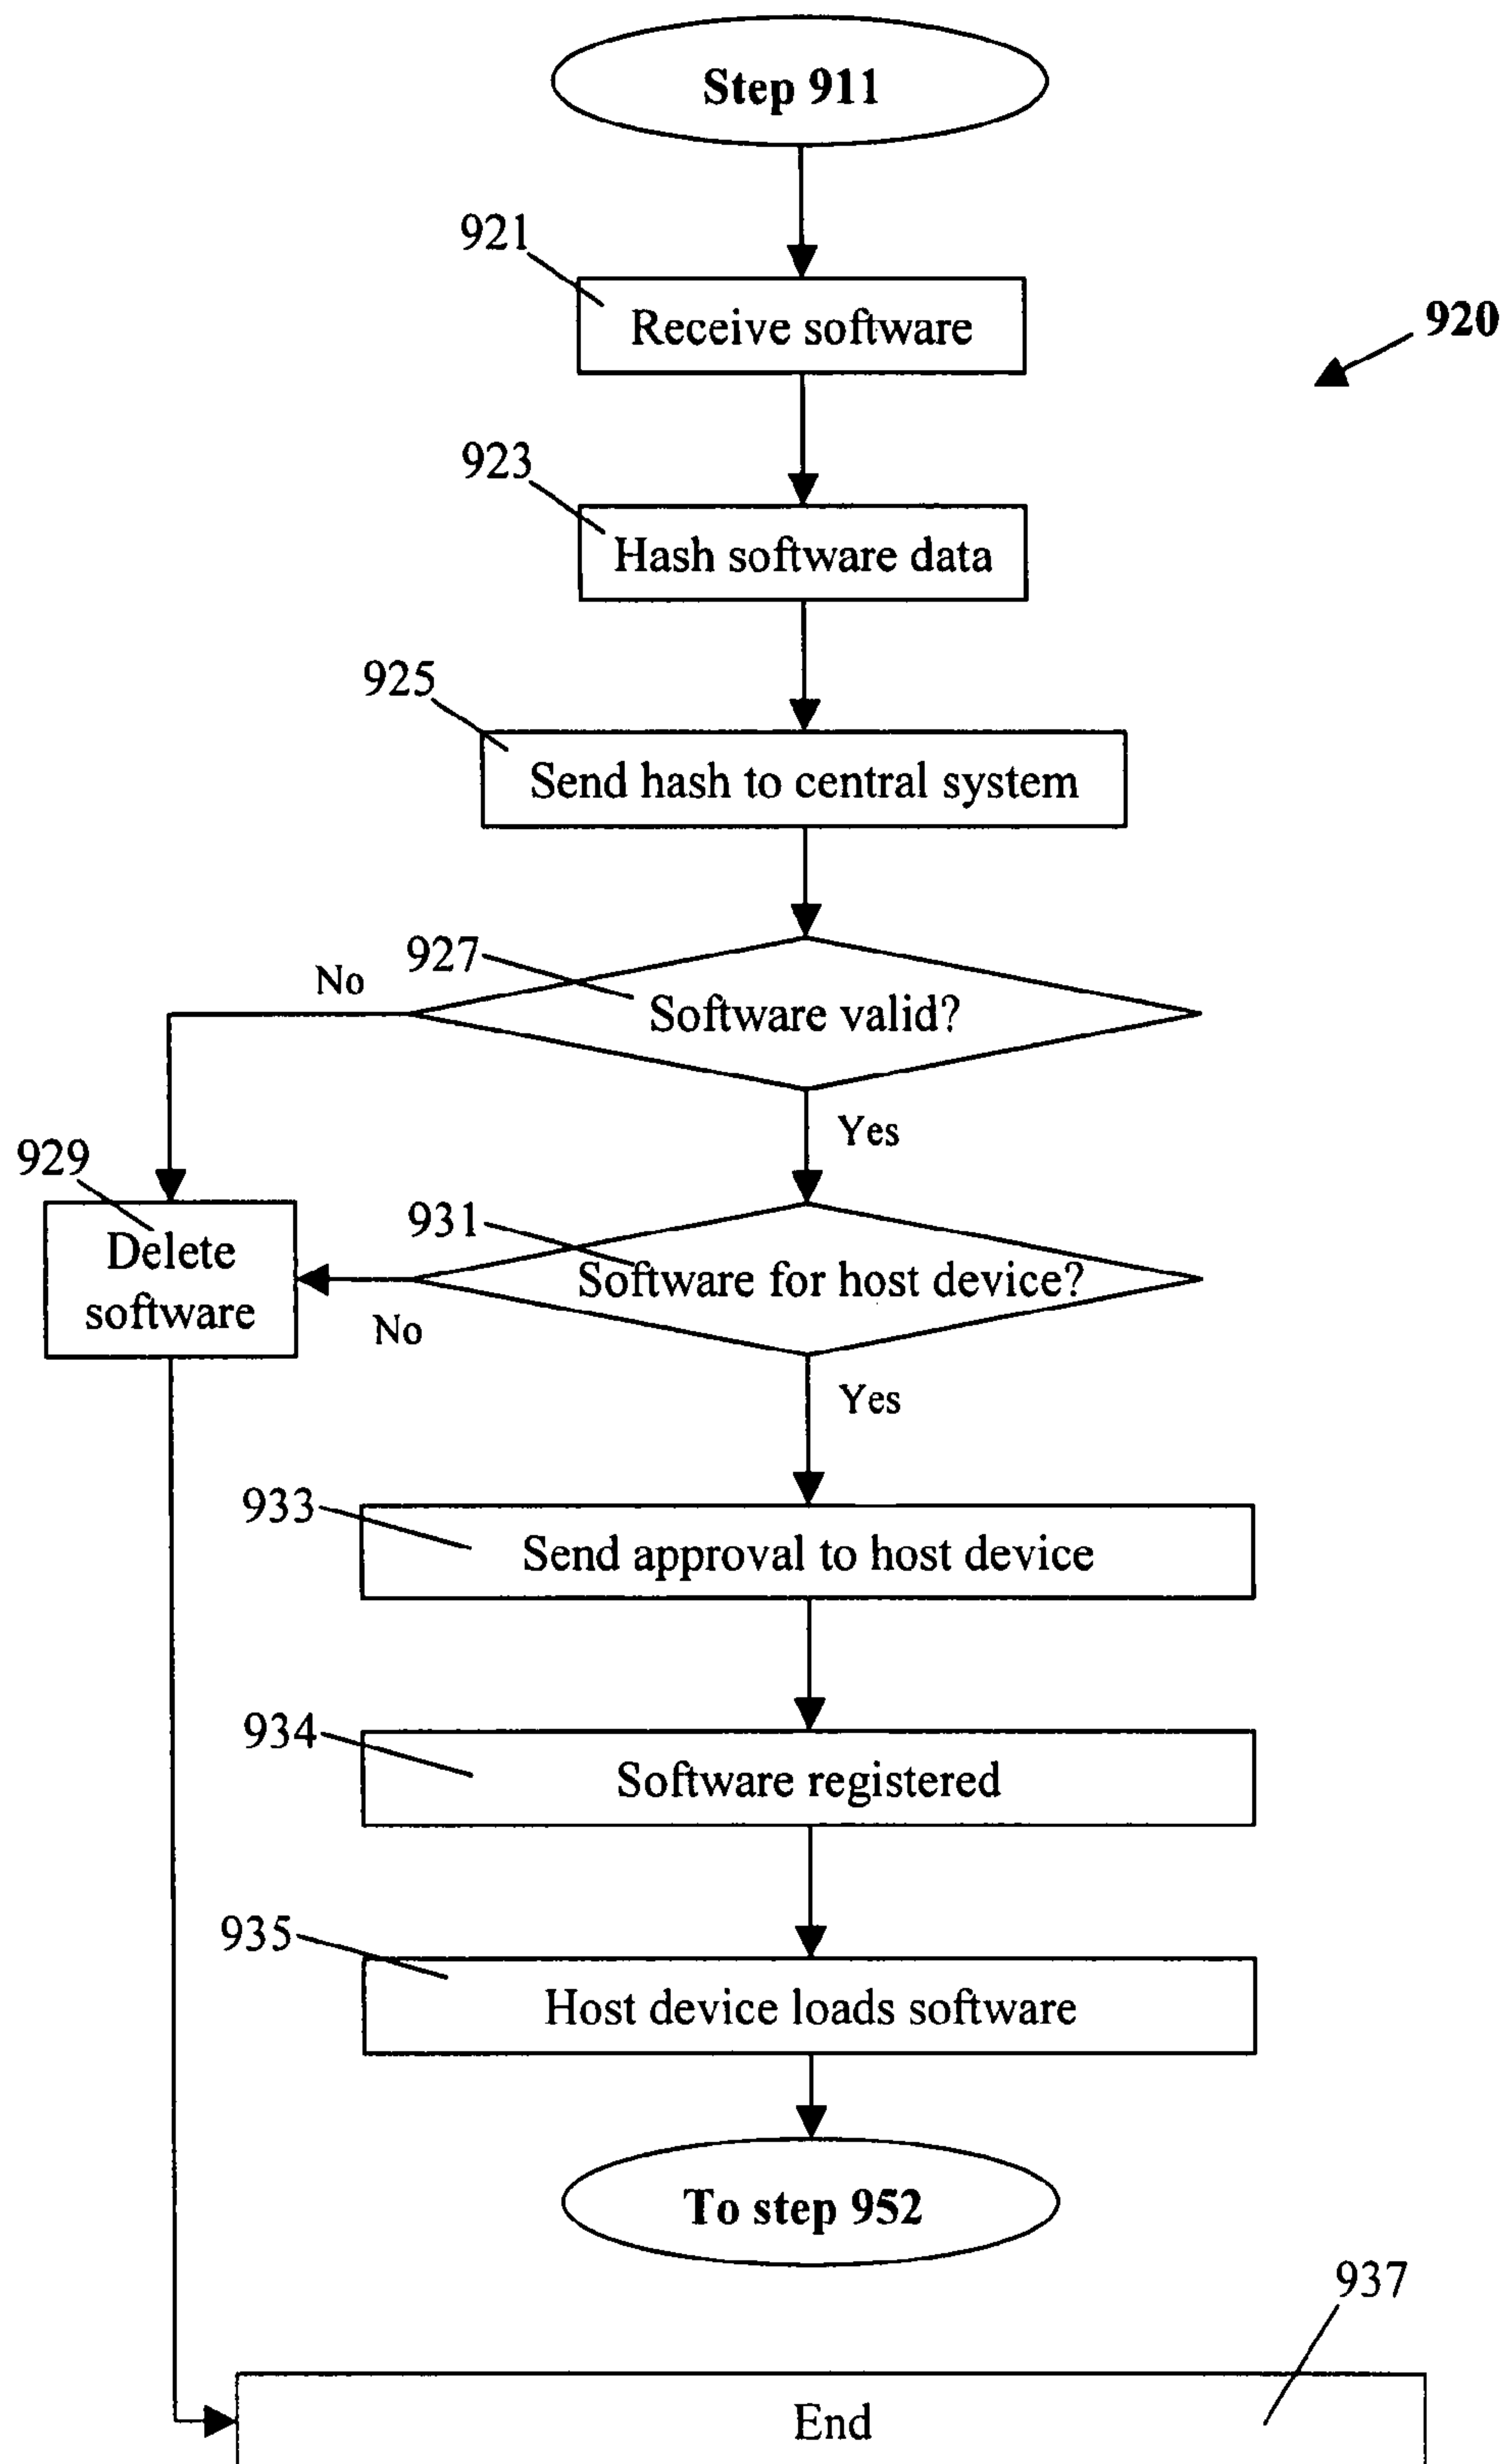 Step 911
921
Receive software
920
923
Hash software data
925
Send hash to central system
927
No
Software valid?
Yes
929
931
Delete
software
Software for host device?
No
Yes
933
Send approval to host device
934
Software registered
935
Host device loads software
To step 952
937
End